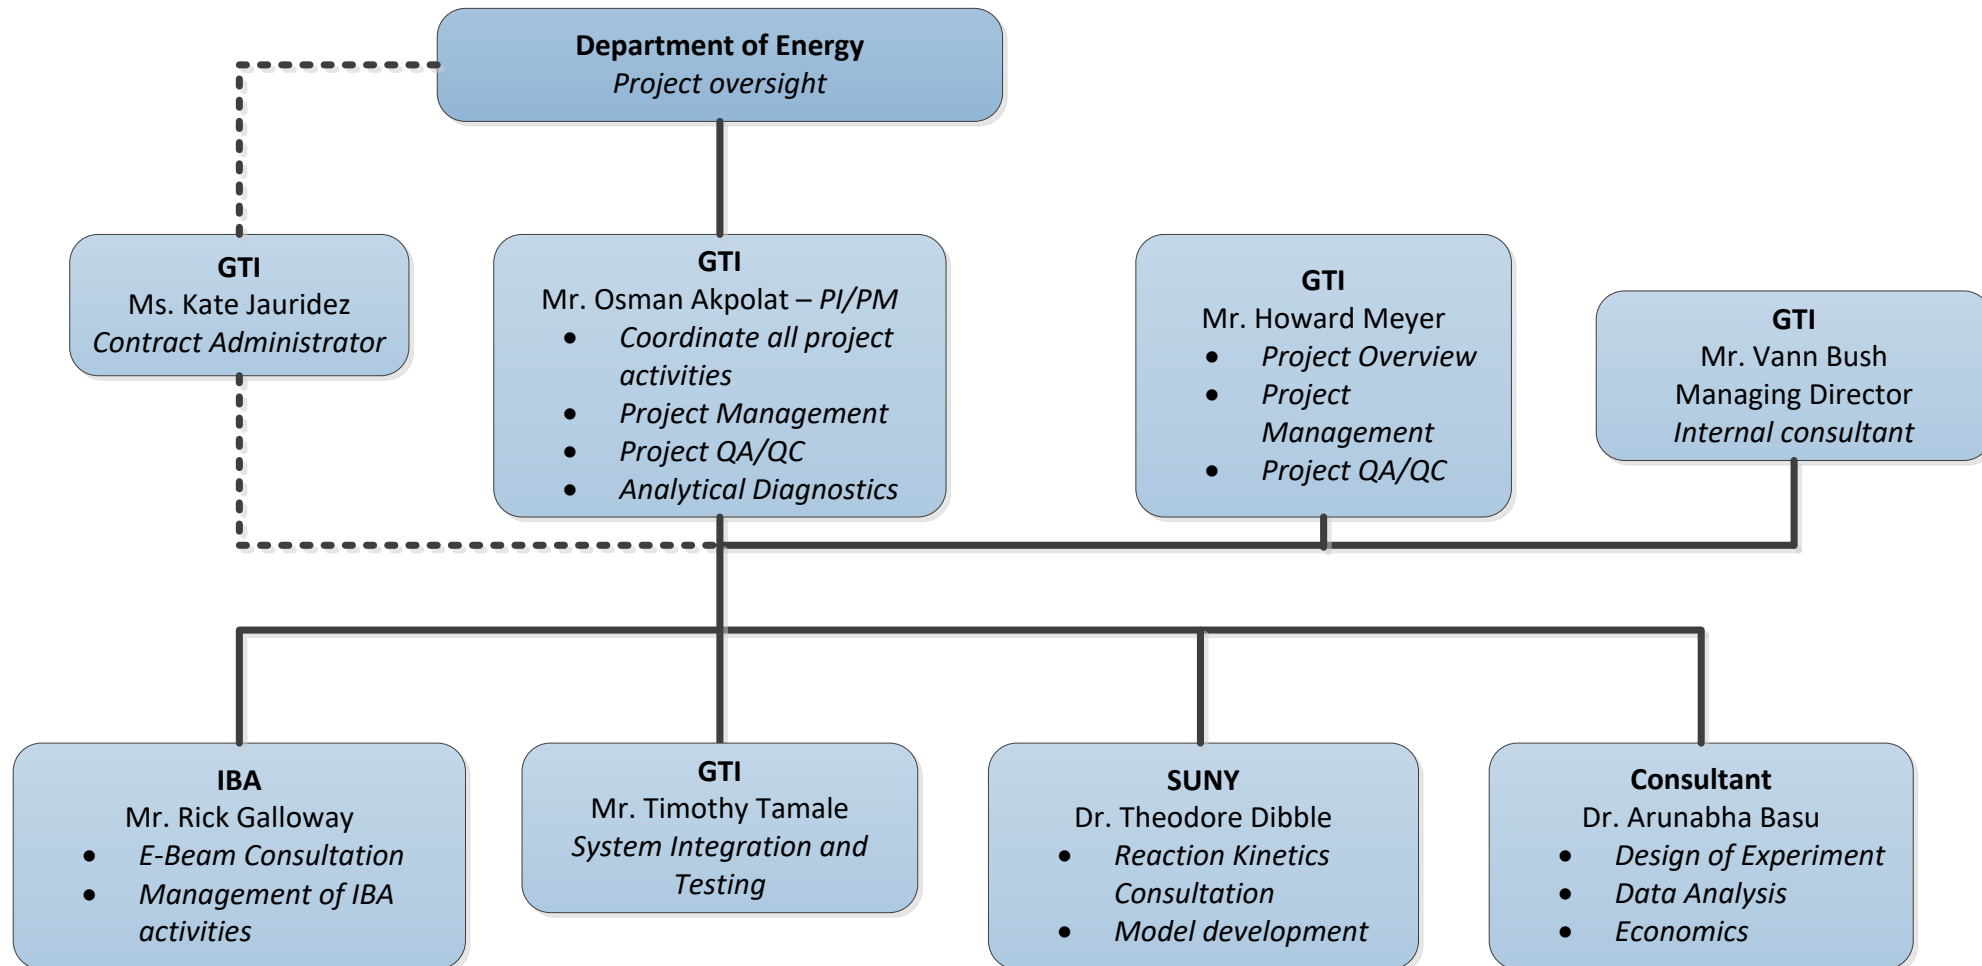 Department of Energy
Project oversight
GTI
Ms. Kate Jauridez
Contract Administrator
GTI
Mr. Osman Akpolat – PI/PM
• Coordinate all project
activities
• Project Management
• Project QA/QC
• Analytical Diagnostics
GTI
Mr. Howard Meyer
• Project Overview
• Project
Management
• Project QA/QC
GTI
Mr. Vann Bush
Managing Director
Internal consultant
IBA
Mr. Rick Galloway
• E-Beam Consultation
• Management of IBA
activities
GTI
Mr. Timothy Tamale
System Integration and
Testing
SUNY
Dr. Theodore Dibble
• Reaction Kinetics
Consultation
• Model development
Consultant
Dr. Arunabha Basu
• Design of Experiment
• Data Analysis
• Economics